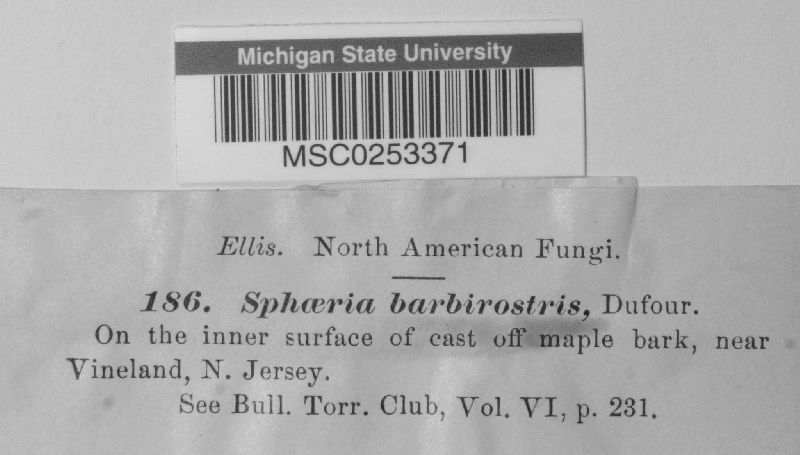 Michigan State University
MSC0253371
Ellis. North American Fungi.
186. Sphæria barbirostris, Dufour.
On the inner surface of cast off maple bark, near
Vineland, N. Jersey.
See Bull. Torr. Club, Vol. VI, p. 231.